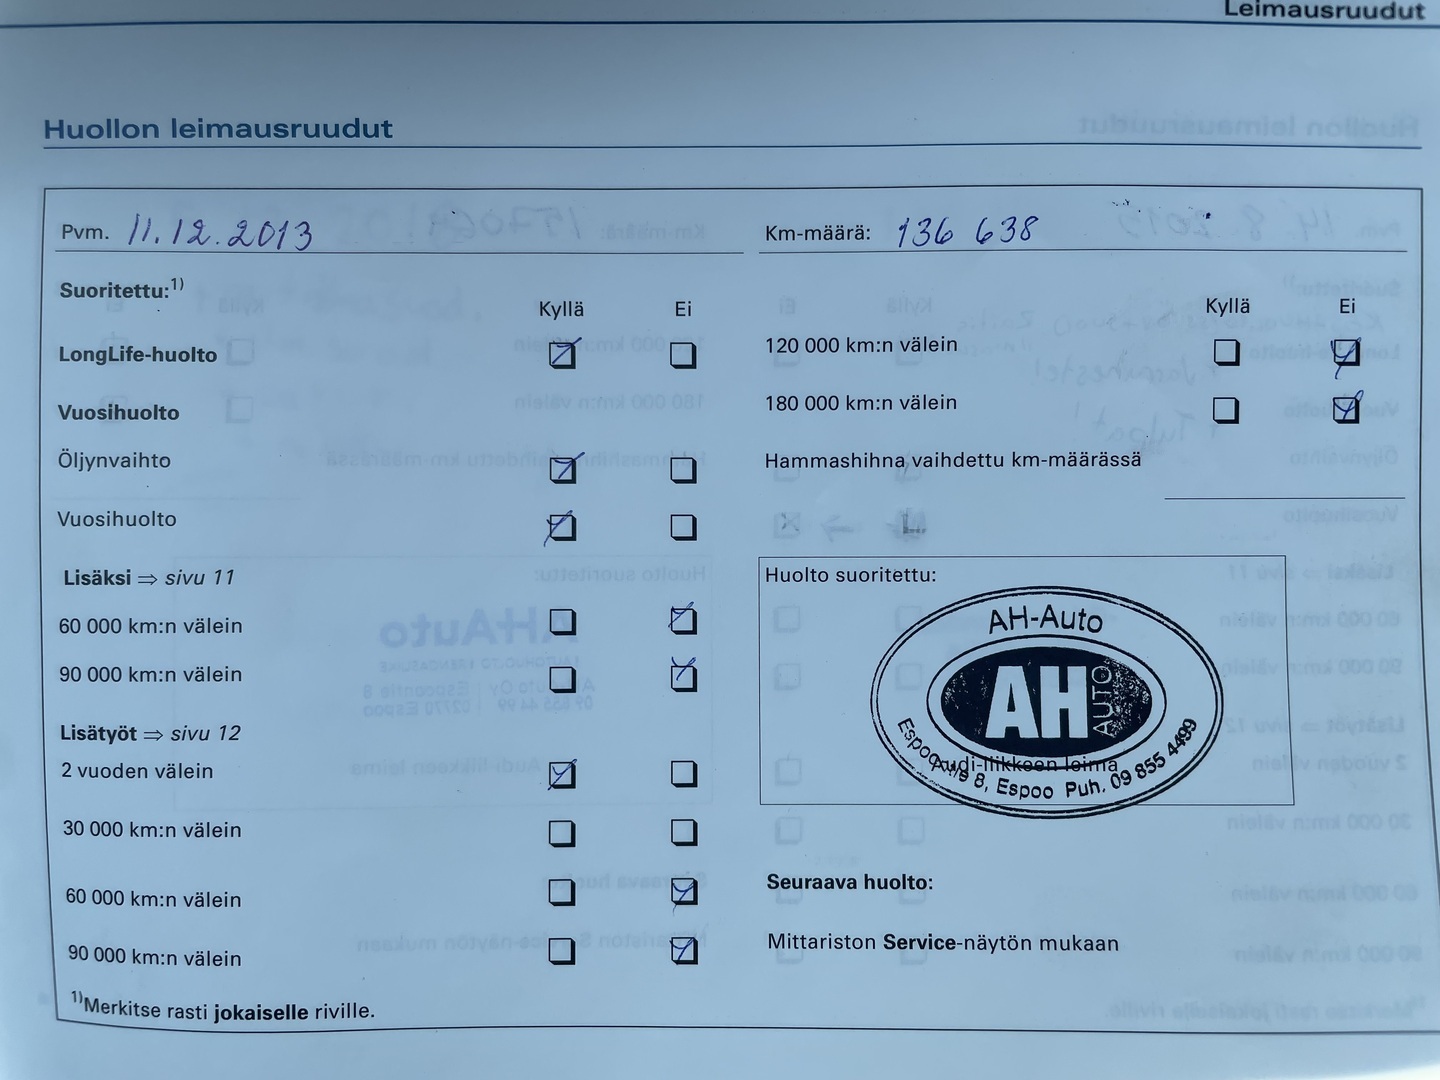 Leimausruudut
Huollon leimausruudut
Pvm. 11.12.2013
Suoritettu:1)
Kyllä Ei
LongLife-huolto
Vuosihuolto
Öljynvaihto
Vuosihuolto
Lisäksi ⇒ sivu 11
60 000 km:n välein
90 000 km:n välein
Lisätyöt ⇒ sivu 12
2 vuoden välein
30 000 km:n välein
60 000 km:n välein
90 000 km:n välein
1)Merkitse rasti jokaiselle riville.
Km-määrä: 136 638
Kyllä Ei
120 000 km:n välein
180 000 km:n välein
Hammashihna vaihdettu km-määrässä
Huolto suoritettu:
AH-Auto
AH AUTO
Audi-liikkeen leima
Espoontie 8, Espoo Puh. 09 855 4499
Seuraava huolto:
Mittariston Service-näytön mukaan